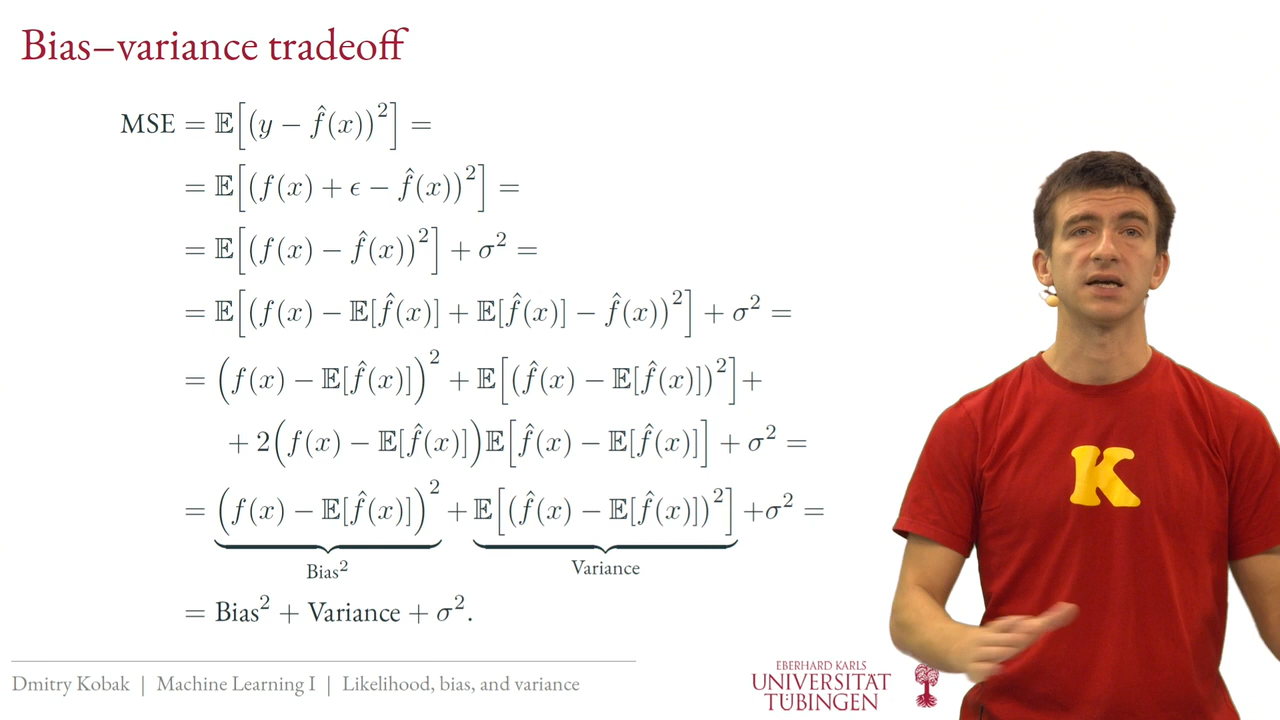 Bias–variance tradeoff
MSE = 𝔼[(y − f̂(x))²] =
= 𝔼[(f(x) + ϵ − f̂(x))²] =
= 𝔼[(f(x) − f̂(x))²] + σ² =
= 𝔼[(f(x) − 𝔼[f̂(x)] + 𝔼[f̂(x)] − f̂(x))²] + σ² =
= (f(x) − 𝔼[f̂(x)])² + 𝔼[(f̂(x) − 𝔼[f̂(x)])²]+
+ 2(f(x) − 𝔼[f̂(x)])𝔼[f̂(x) − 𝔼[f̂(x)]] + σ² =
= (f(x) − 𝔼[f̂(x)])² + 𝔼[(f̂(x) − 𝔼[f̂(x)])²] +σ² =
Bias² Variance
= Bias² + Variance + σ².
K
Dmitry Kobak | Machine Learning I | Likelihood, bias, and variance
EBERHARD KARLS
UNIVERSITÄT
TÜBINGEN